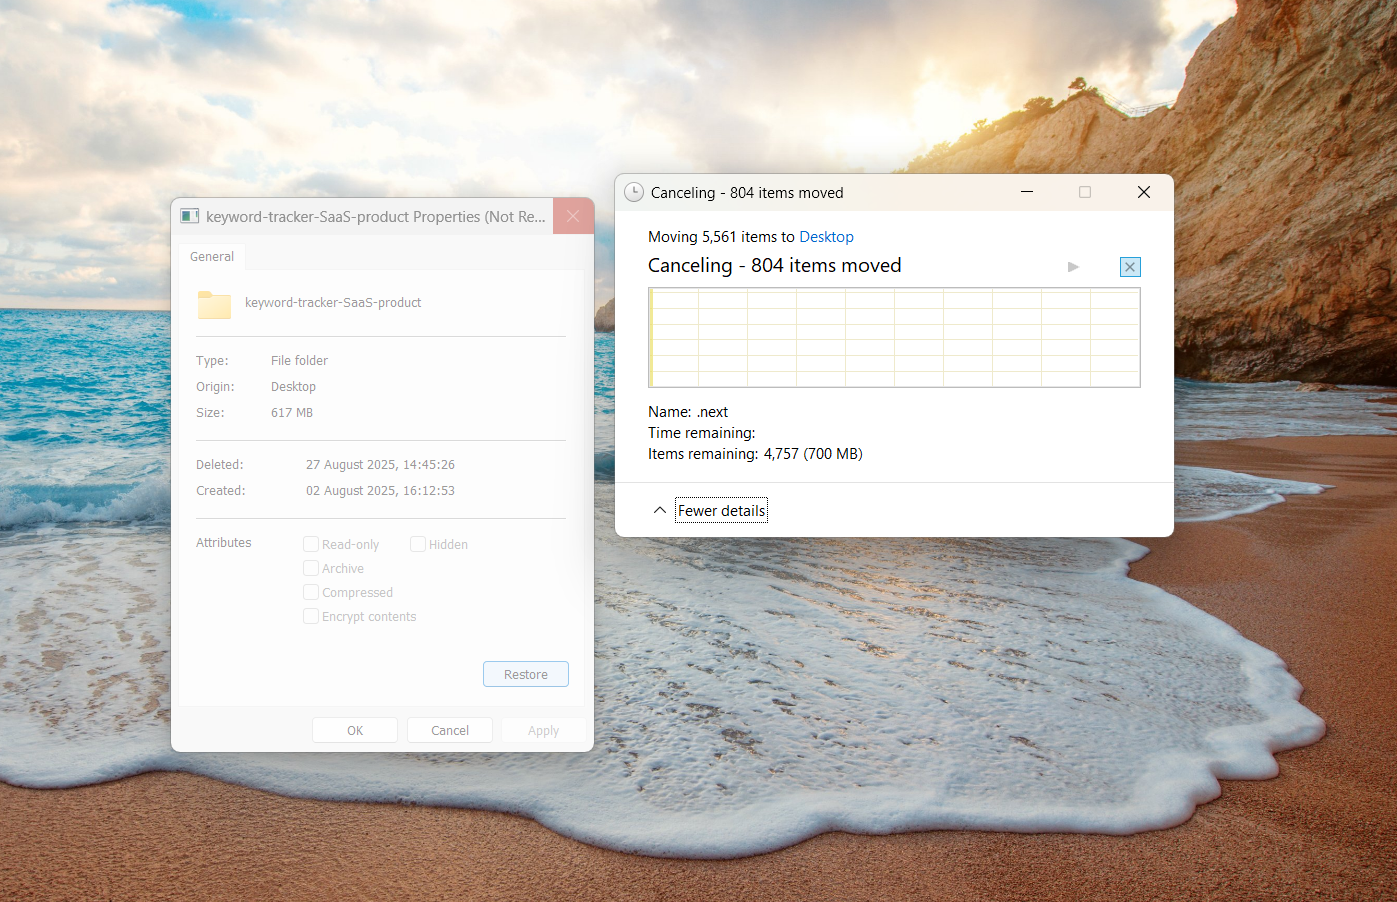 keyword-tracker-SaaS-product Properties (Not Re...
General
keyword-tracker-SaaS-product
Type: File folder
Origin: Desktop
Size: 617 MB
Deleted: 27 August 2025, 14:45:26
Created: 02 August 2025, 16:12:53
Attributes
Read-only Hidden
Archive
Compressed
Encrypt contents
Restore
OK Cancel Apply
Canceling - 804 items moved
Moving 5,561 items to Desktop
Canceling - 804 items moved
Name: .next
Time remaining:
Items remaining: 4,757 (700 MB)
Fewer details